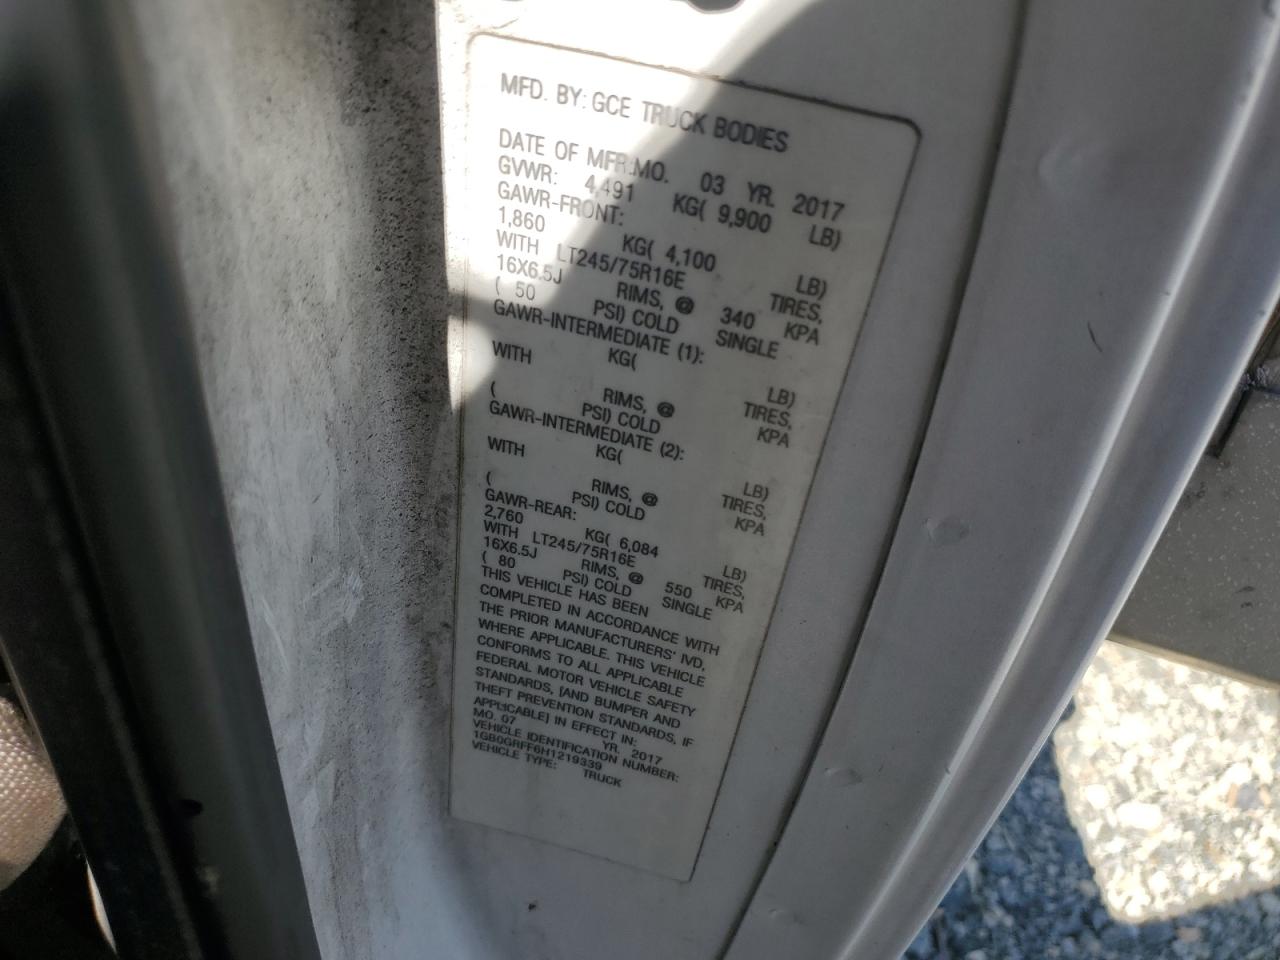 MFD. BY: GCE TRUCK BODIES
DATE OF MFR:MO. 03 YR. 2017
GVWR: 4,491 KG( 9,900 LB)
GAWR-FRONT:
1,860 KG( 4,100 LB)
WITH LT245/75R16E TIRES,
16X6.5J RIMS, @ 340 KPA
( 50 PSI) COLD SINGLE
GAWR-INTERMEDIATE (1):
KG( LB)
WITH TIRES,
RIMS, @ KPA
( PSI) COLD
GAWR-INTERMEDIATE (2):
KG( LB)
WITH TIRES,
RIMS, @ KPA
( PSI) COLD
GAWR-REAR:
2,760 KG( 6,084 LB)
WITH LT245/75R16E TIRES,
16X6.5J RIMS, @ 550 KPA
( 80 PSI) COLD SINGLE
THIS VEHICLE HAS BEEN
COMPLETED IN ACCORDANCE WITH
THE PRIOR MANUFACTURERS' IVD,
WHERE APPLICABLE. THIS VEHICLE
CONFORMS TO ALL APPLICABLE
FEDERAL MOTOR VEHICLE SAFETY
STANDARDS, [AND BUMPER AND
THEFT PREVENTION STANDARDS, IF
APPLICABLE] IN EFFECT IN:
MO. 07 YR. 2017
VEHICLE IDENTIFICATION NUMBER:
1GB0GRFF6H1219339
VEHICLE TYPE: TRUCK